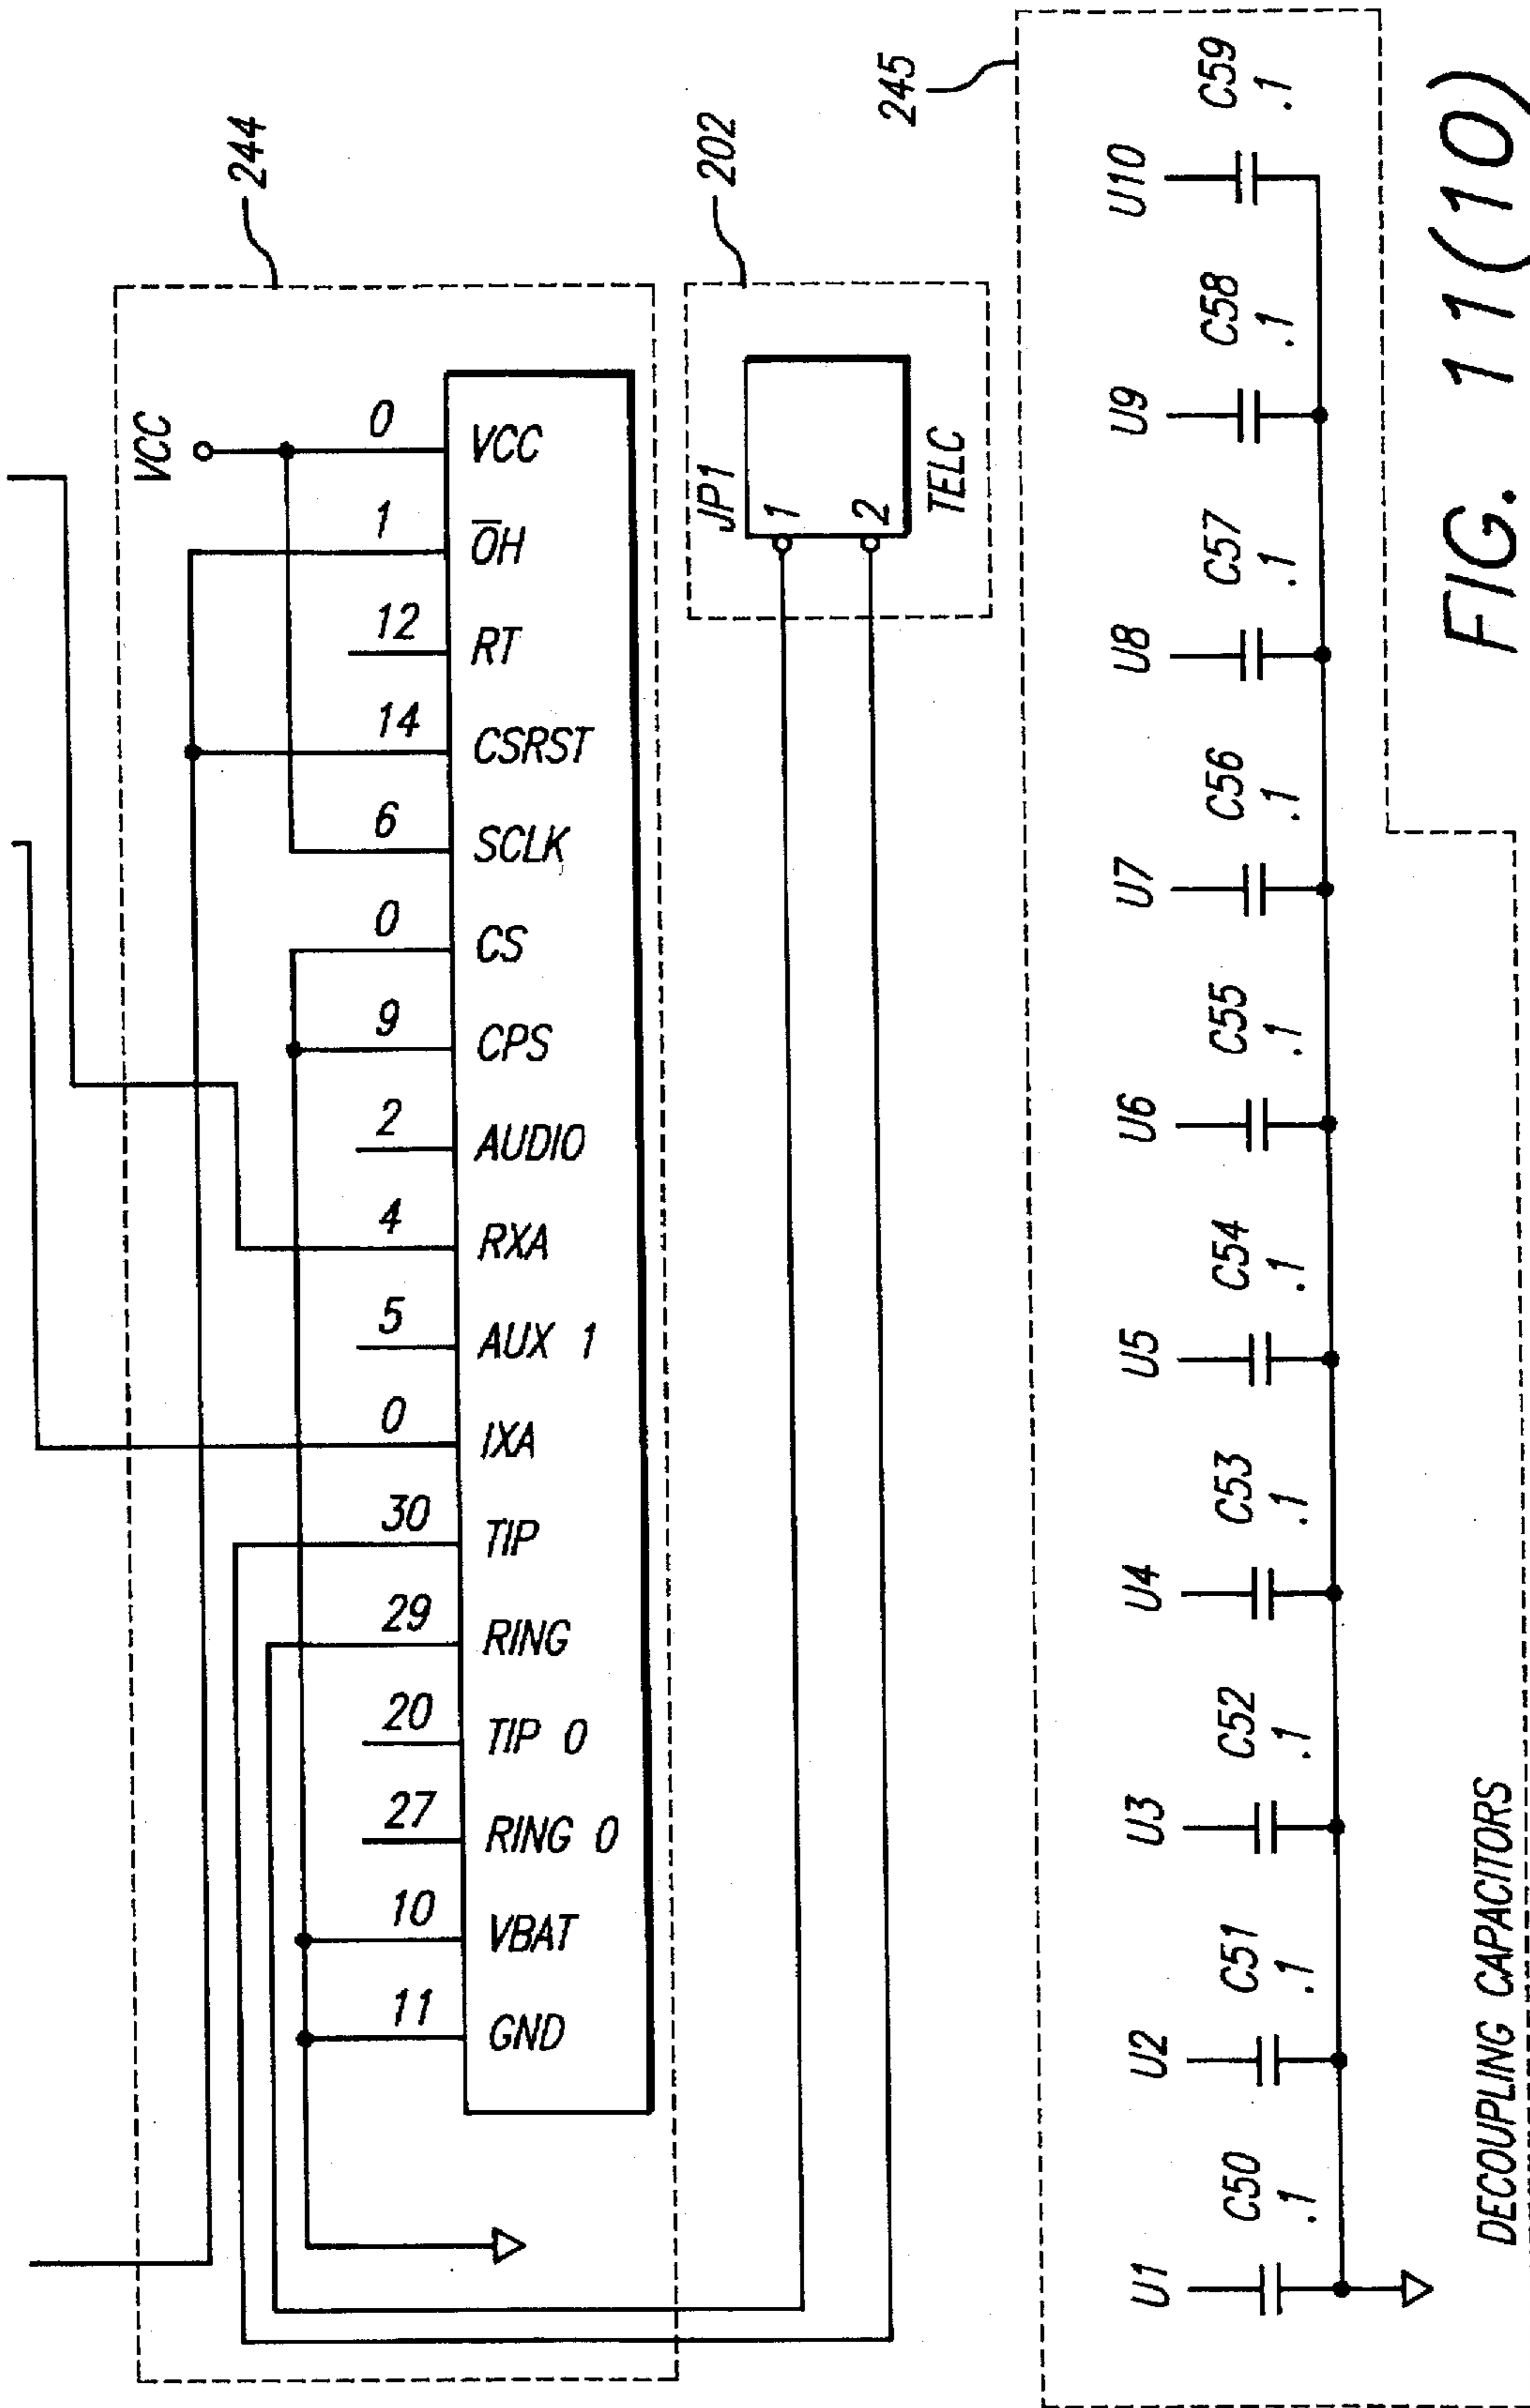 244
VCC
0
VCC
1
O̅H
12
RT
14
CSRST
6
SCLK
0
CS
9
CPS
2
AUDIO
4
RXA
5
AUX 1
0
IXA
30
TIP
29
RING
20
TIP 0
27
RING 0
10
VBAT
11
GND
202
JP1
1
2
TELC
245
U1
C50
.1
U2
C51
.1
U3
C52
.1
U4
C53
.1
U5
C54
.1
U6
C55
.1
U7
C56
.1
U8
C57
.1
U9
C58
.1
U10
C59
.1
DECOUPLING CAPACITORS
FIG. 11(10)